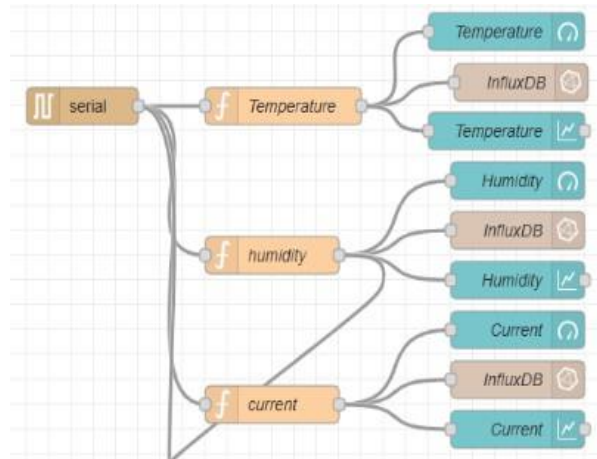 Temperature
InfluxDB
serial
Temperature
Temperature
Humidity
InfluxDB
humidity
Humidity
Current
InfluxDB
current
Current